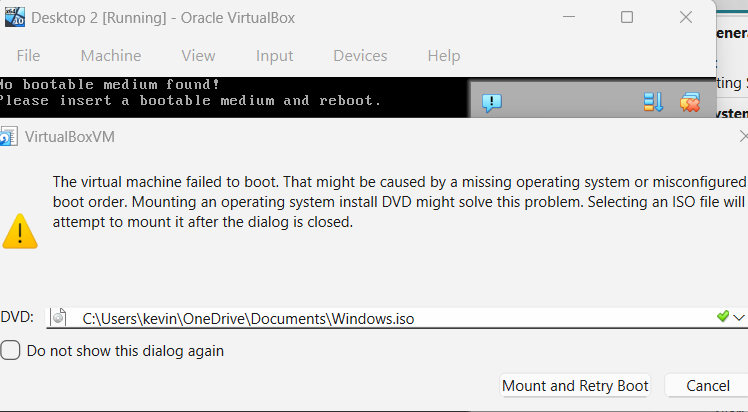 Desktop 2 [Running] - Oracle VirtualBox
File Machine View Input Devices Help
No bootable medium found!
Please insert a bootable medium and reboot.
VirtualBoxVM
The virtual machine failed to boot. That might be caused by a missing operating system or misconfigured
boot order. Mounting an operating system install DVD might solve this problem. Selecting an ISO file will
attempt to mount it after the dialog is closed.
DVD: C:\Users\kevin\OneDrive\Documents\Windows.iso
Do not show this dialog again
Mount and Retry Boot Cancel